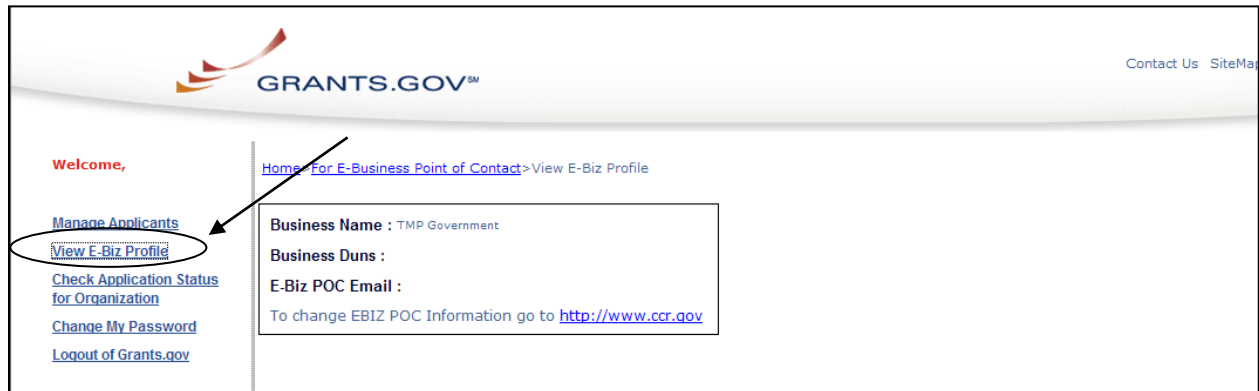 GRANTS.GOV℠
Contact Us SiteMap
Welcome,
Home>For E-Business Point of Contact>View E-Biz Profile
Manage Applicants
View E-Biz Profile
Check Application Status
for Organization
Change My Password
Logout of Grants.gov
Business Name : TMP Government
Business Duns :
E-Biz POC Email :
To change EBIZ POC Information go to http://www.ccr.gov